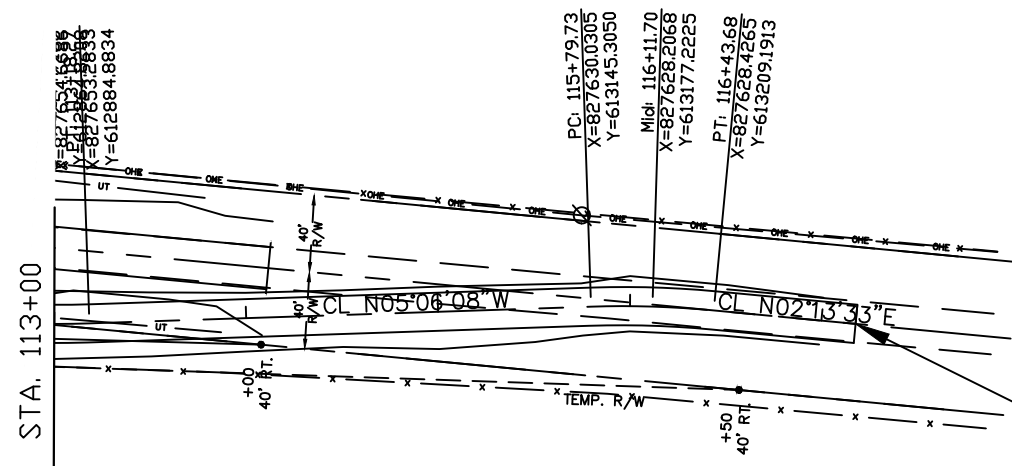 X=827653.2833
Y=612884.8834
PC: 115+79.73
X=827630.0305
Y=613145.3050
Mid: 116+11.70
X=827628.2068
Y=613177.2225
PT: 116+43.68
X=827628.4265
Y=613209.1913
OHE
OHE
OHE
OHE
OHE
OHE
OHE
OHE
OHE
OHE
OHE
UT
40'
R/W
40'
R/W
CL N05°06'08"W
CL N02°13'33"E
UT
STA. 113+00
+00
40' RT.
TEMP. R/W
+50
40' RT.